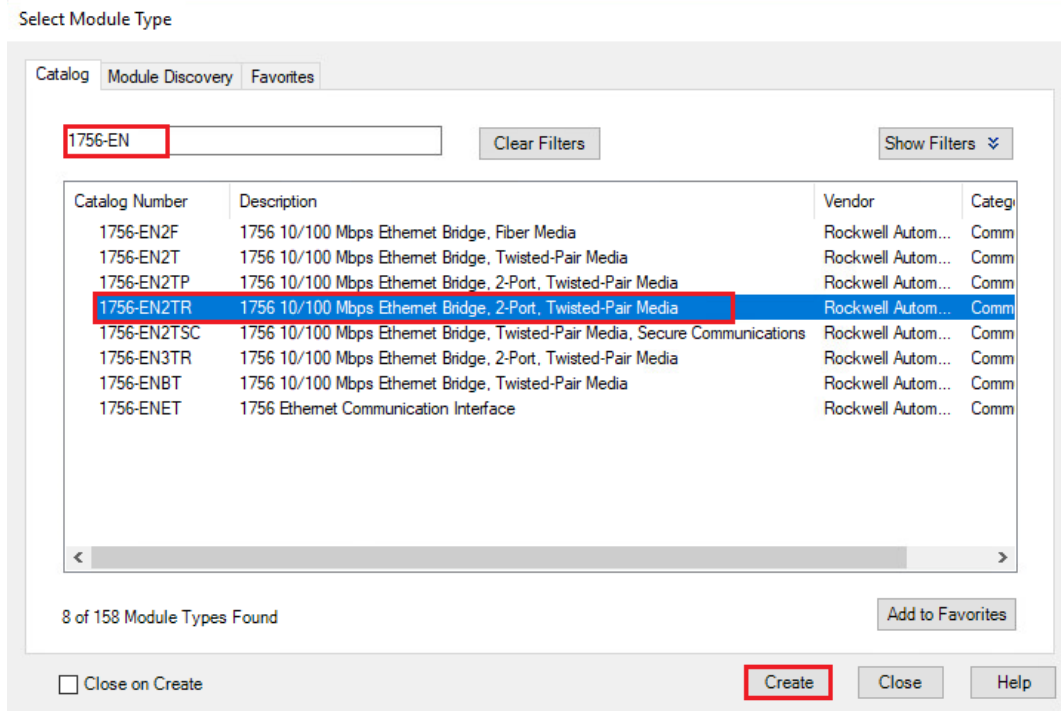 Select Module Type
Catalog Module Discovery Favorites
1756-EN Clear Filters Show Filters
Catalog Number Description Vendor Categ
1756-EN2F 1756 10/100 Mbps Ethernet Bridge, Fiber Media Rockwell Autom... Comm
1756-EN2T 1756 10/100 Mbps Ethernet Bridge, Twisted-Pair Media Rockwell Autom... Comm
1756-EN2TP 1756 10/100 Mbps Ethernet Bridge, 2-Port, Twisted-Pair Media Rockwell Autom... Comm
1756-EN2TR 1756 10/100 Mbps Ethernet Bridge, 2-Port, Twisted-Pair Media Rockwell Autom... Comm
1756-EN2TSC 1756 10/100 Mbps Ethernet Bridge, Twisted-Pair Media, Secure Communications Rockwell Autom... Comm
1756-EN3TR 1756 10/100 Mbps Ethernet Bridge, 2-Port, Twisted-Pair Media Rockwell Autom... Comm
1756-ENBT 1756 10/100 Mbps Ethernet Bridge, Twisted-Pair Media Rockwell Autom... Comm
1756-ENET 1756 Ethernet Communication Interface Rockwell Autom... Comm
8 of 158 Module Types Found Add to Favorites
Close on Create Create Close Help